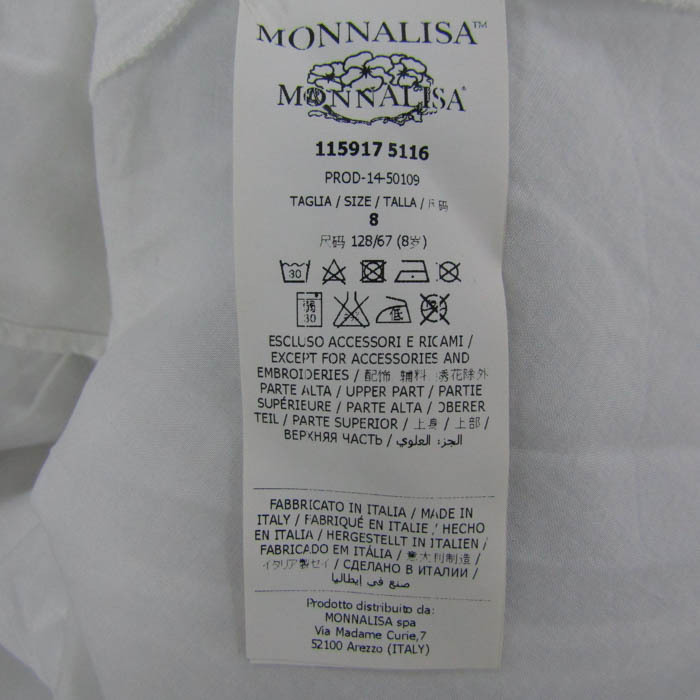 MONNALISA™
MONNALISA®
115917 5116
PROD-14-50109
TAGLIA / SIZE / TALLA / 尺码
8
尺码 128/67 (8岁)
30
30 低
ESCLUSO ACCESSORI E RICAMI /
EXCEPT FOR ACCESSORIES AND
EMBROIDERIES / 配饰 辅料 绣花除外
PARTE ALTA / UPPER PART / PARTIE
SUPÉRIEURE / PARTE ALTA / OBERER
TEIL / PARTE SUPERIOR / 上身 / 上部 /
ВЕРХНЯЯ ЧАСТЬ / الجزء العلوي
FABBRICATO IN ITALIA / MADE IN
ITALY / FABRIQUÉ EN ITALIE / HECHO
EN ITALIA / HERGESTELLT IN ITALIEN /
FABRICADO EM ITÁLIA / 意大利制造 /
イタリア製セイ / СДЕЛАНО В ИТАЛИИ /
صنع في إيطاليا
Prodotto distribuito da:
MONNALISA spa
Via Madame Curie,7
52100 Arezzo (ITALY)